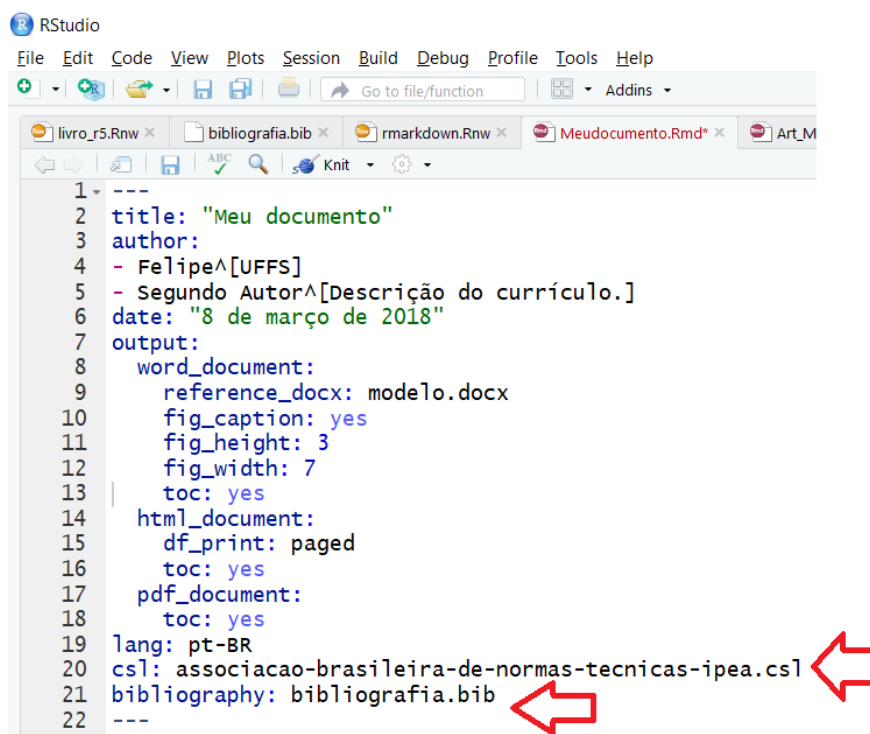 RStudio
File Edit Code View Plots Session Build Debug Profile Tools Help
Go to file/function Addins
livro_r5.Rnw bibliografia.bib rmarkdown.Rnw Meudocumento.Rmd* Art_M
ABC Knit
1 ---
2 title: "Meu documento"
3 author:
4 - Felipe^[UFFS]
5 - Segundo Autor^[Descrição do currículo.]
6 date: "8 de março de 2018"
7 output:
8 word_document:
9 reference_docx: modelo.docx
10 fig_caption: yes
11 fig_height: 3
12 fig_width: 7
13 toc: yes
14 html_document:
15 df_print: paged
16 toc: yes
17 pdf_document:
18 toc: yes
19 lang: pt-BR
20 csl: associacao-brasileira-de-normas-tecnicas-ipea.csl
21 bibliography: bibliografia.bib
22 ---